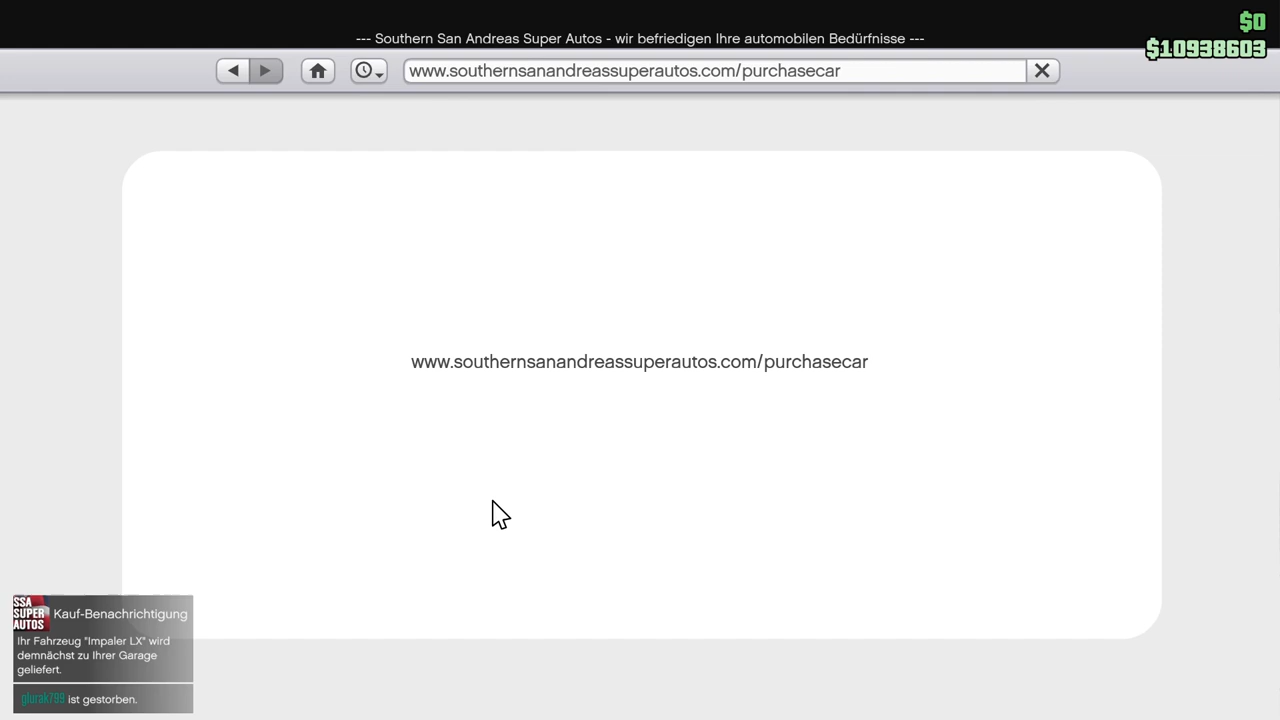 $0
--- Southern San Andreas Super Autos - wir befriedigen Ihre automobilen Bedürfnisse ---
$10938603
www.southernsanandreassuperautos.com/purchasecar
www.southernsanandreassuperautos.com/purchasecar
SSA
SUPER
AUTOS
Kauf-Benachrichtigung
Ihr Fahrzeug "Impaler LX" wird
demnächst zu Ihrer Garage
geliefert.
glurak799 ist gestorben.